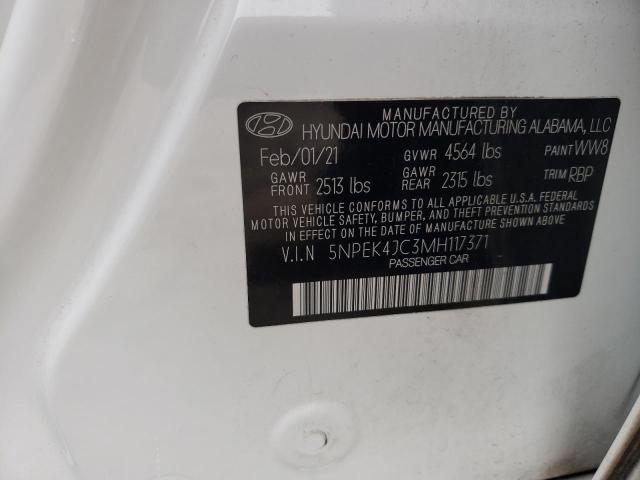 MANUFACTURED BY
HYUNDAI MOTOR MANUFACTURING ALABAMA, LLC
Feb/01/21 GVWR 4564 lbs PAINT WW8
GAWR FRONT 2513 lbs GAWR REAR 2315 lbs TRIM RBP
THIS VEHICLE CONFORMS TO ALL APPLICABLE U.S.A. FEDERAL
MOTOR VEHICLE SAFETY, BUMPER, AND THEFT PREVENTION STANDARDS
IN EFFECT ON THE DATE OF MANUFACTURE SHOWN ABOVE.
V.I.N 5NPEK4JC3MH117371
PASSENGER CAR